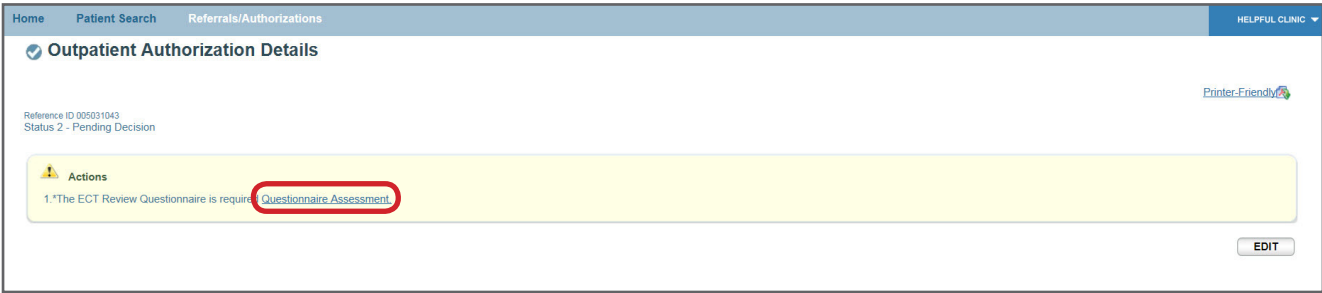 Home Patient Search Referrals/Authorizations HELPFUL CLINIC
Outpatient Authorization Details
Printer-Friendly
Reference ID 005031043
Status 2 - Pending Decision
Actions
1.*The ECT Review Questionnaire is required Questionnaire Assessment.
EDIT